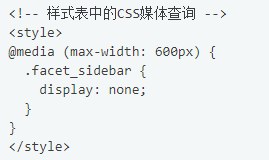 <!-- 样式表中的CSS媒体查询 -->
<style>
@media (max-width: 600px) {
  .facet_sidebar {
    display: none;
  }
}
</style>